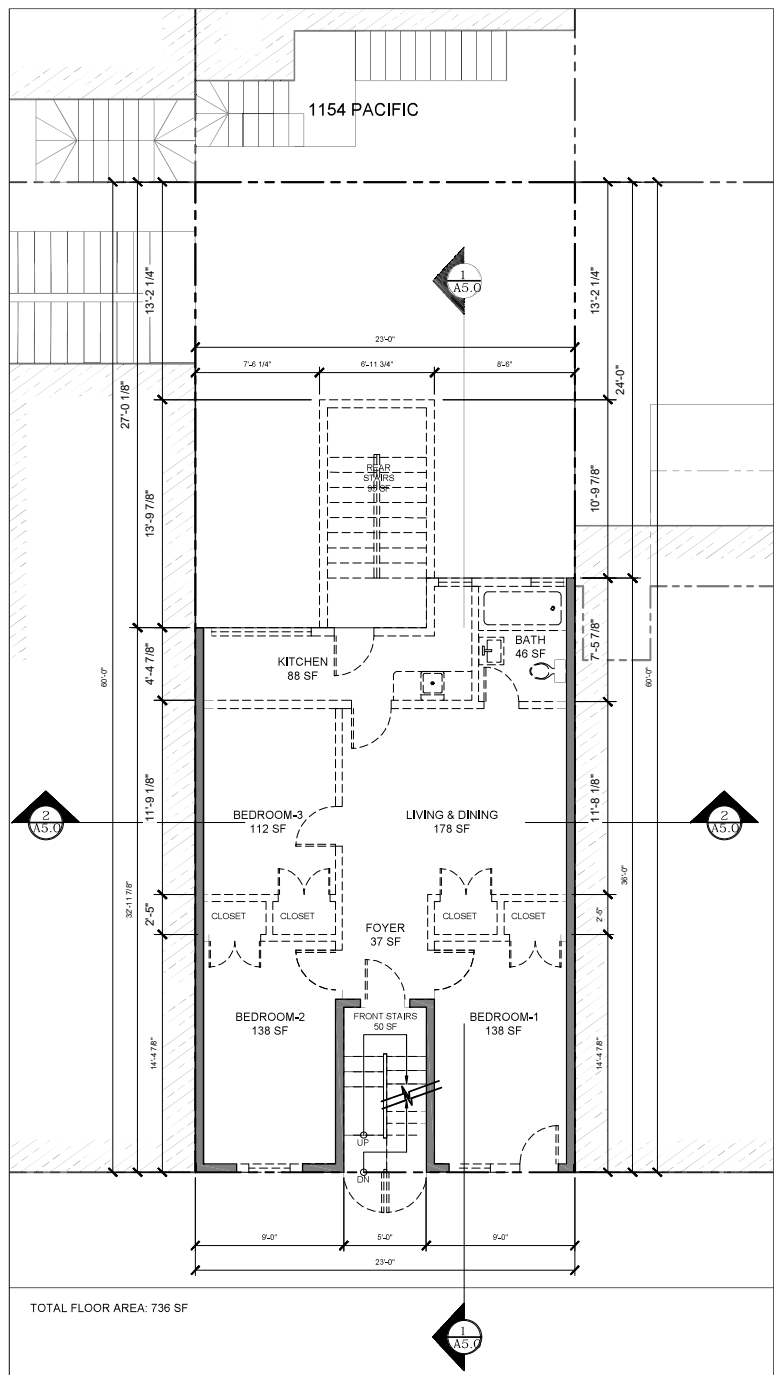 1154 PACIFIC
13'-2 1/4"
13'-2 1/4"
1
A5.0
23'-0"
7'-6 1/4"
6'-11 3/4"
8'-6"
27'-0 1/8"
24'-0"
13'-9 7/8"
10'-9 7/8"
REAR
STAIRS
KITCHEN
88 SF
BATH
46 SF
4'-4 7/8"
7'-5 7/8"
60'-0"
60'-0"
2
A5.0
11'-9 1/8"
BEDROOM-3
112 SF
LIVING & DINING
178 SF
11'-8 1/8"
2
A5.0
32'-11 7/8"
36'-0"
2'-5"
CLOSET
CLOSET
FOYER
37 SF
CLOSET
CLOSET
2'-5"
BEDROOM-2
138 SF
FRONT STAIRS
50 SF
BEDROOM-1
138 SF
14'-4 7/8"
14'-4 7/8"
UP
DN
9'-0"
5'-0"
9'-0"
23'-0"
TOTAL FLOOR AREA: 736 SF
1
A5.0